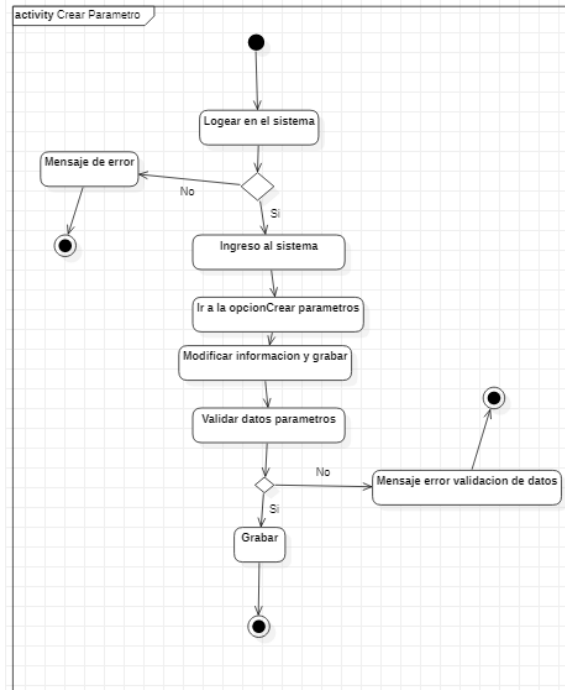 activity Crear Parametro
Logear en el sistema
Mensaje de error
No
Si
Ingreso al sistema
Ir a la opcionCrear parametros
Modificar informacion y grabar
Validar datos parametros
No
Mensaje error validacion de datos
Si
Grabar